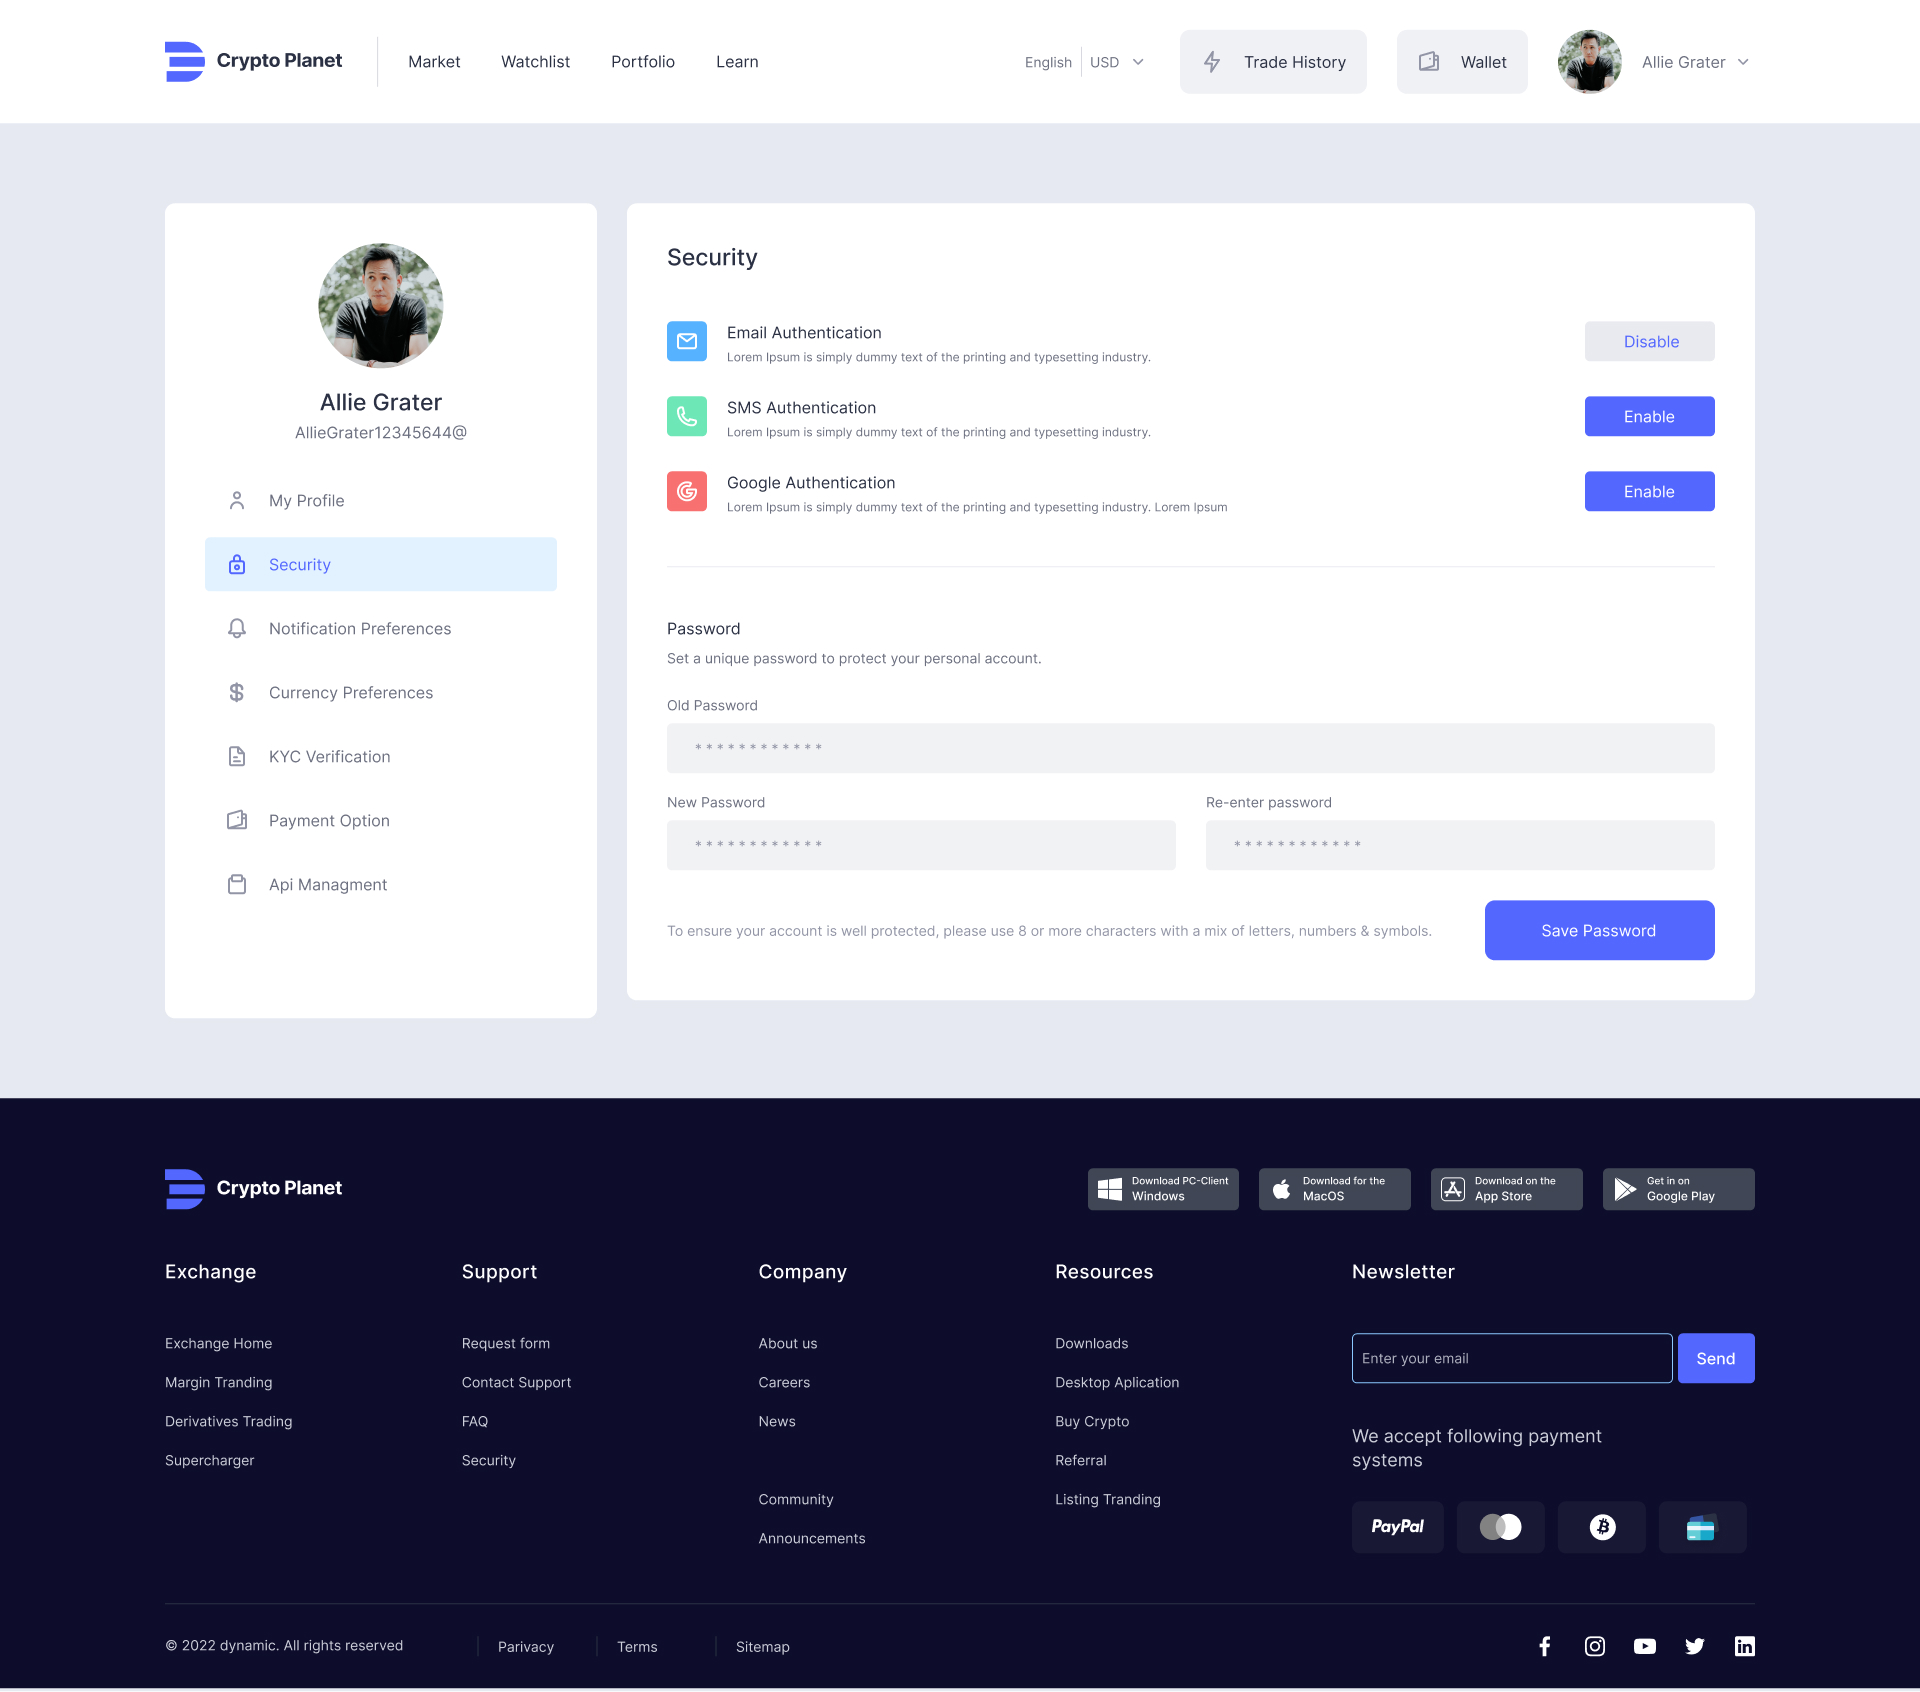 Crypto Planet
Market
Watchlist
Portfolio
Learn
English
USD
Trade History
Wallet
Allie Grater
Allie Grater
AllieGrater12345644@
My Profile
Security
Notification Preferences
Currency Preferences
KYC Verification
Payment Option
Api Managment
Security
Email Authentication
Lorem Ipsum is simply dummy text of the printing and typesetting industry.
Disable
SMS Authentication
Lorem Ipsum is simply dummy text of the printing and typesetting industry.
Enable
Google Authentication
Lorem Ipsum is simply dummy text of the printing and typesetting industry. Lorem Ipsum
Enable
Password
Set a unique password to protect your personal account.
Old Password
* * * * * * * * * * * *
New Password
* * * * * * * * * * * *
Re-enter password
* * * * * * * * * * * *
To ensure your account is well protected, please use 8 or more characters with a mix of letters, numbers & symbols.
Save Password
Crypto Planet
Download PC-Client
Windows
Download for the
MacOS
Download on the
App Store
Get in on
Google Play
Exchange
Exchange Home
Margin Tranding
Derivatives Trading
Supercharger
Support
Request form
Contact Support
FAQ
Security
Company
About us
Careers
News
Community
Announcements
Resources
Downloads
Desktop Aplication
Buy Crypto
Referral
Listing Tranding
Newsletter
Enter your email
Send
We accept following payment
systems
PayPal
© 2022 dynamic. All rights reserved
Parivacy
Terms
Sitemap